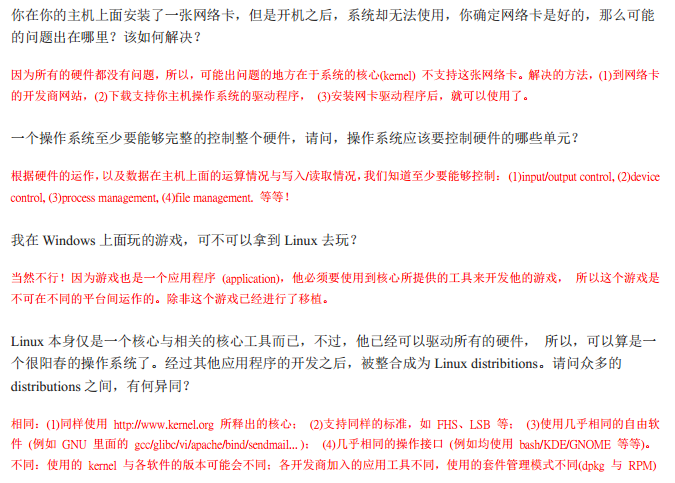 你在你的主机上面安装了一张网络卡，但是开机之后，系统却无法使用，你确定网络卡是好的，那么可能
的问题出在哪里？该如何解决？
因为所有的硬件都没有问题，所以，可能出问题的地方在于系统的核心(kernel) 不支持这张网络卡。解决的方法，(1)到网络卡
的开发商网站，(2)下载支持你主机操作系统的驱动程序， (3)安装网卡驱动程序后，就可以使用了。
一个操作系统至少要能够完整的控制整个硬件，请问，操作系统应该要控制硬件的哪些单元？
根据硬件的运作，以及数据在主机上面的运算情况与写入/读取情况，我们知道至少要能够控制：(1)input/output control, (2)device
control, (3)process management, (4)file management. 等等！
我在 Windows 上面玩的游戏，可不可以拿到 Linux 去玩？
当然不行！因为游戏也是一个应用程序 (application)，他必须要使用到核心所提供的工具来开发他的游戏， 所以这个游戏是
不可在不同的平台间运作的。除非这个游戏已经进行了移植。
Linux 本身仅是一个核心与相关的核心工具而已，不过，他已经可以驱动所有的硬件， 所以，可以算是一
个很阳春的操作系统了。经过其他应用程序的开发之后，被整合成为 Linux distribitions。请问众多的
distributions 之间，有何异同？
相同：(1)同样使用 http://www.kernel.org 所释出的核心； (2)支持同样的标准，如 FHS、LSB 等； (3)使用几乎相同的自由软
件 (例如 GNU 里面的 gcc/glibc/vi/apache/bind/sendmail... )； (4)几乎相同的操作接口 (例如均使用 bash/KDE/GNOME 等等)。
不同：使用的 kernel 与各软件的版本可能会不同；各开发商加入的应用工具不同，使用的套件管理模式不同(dpkg 与 RPM)